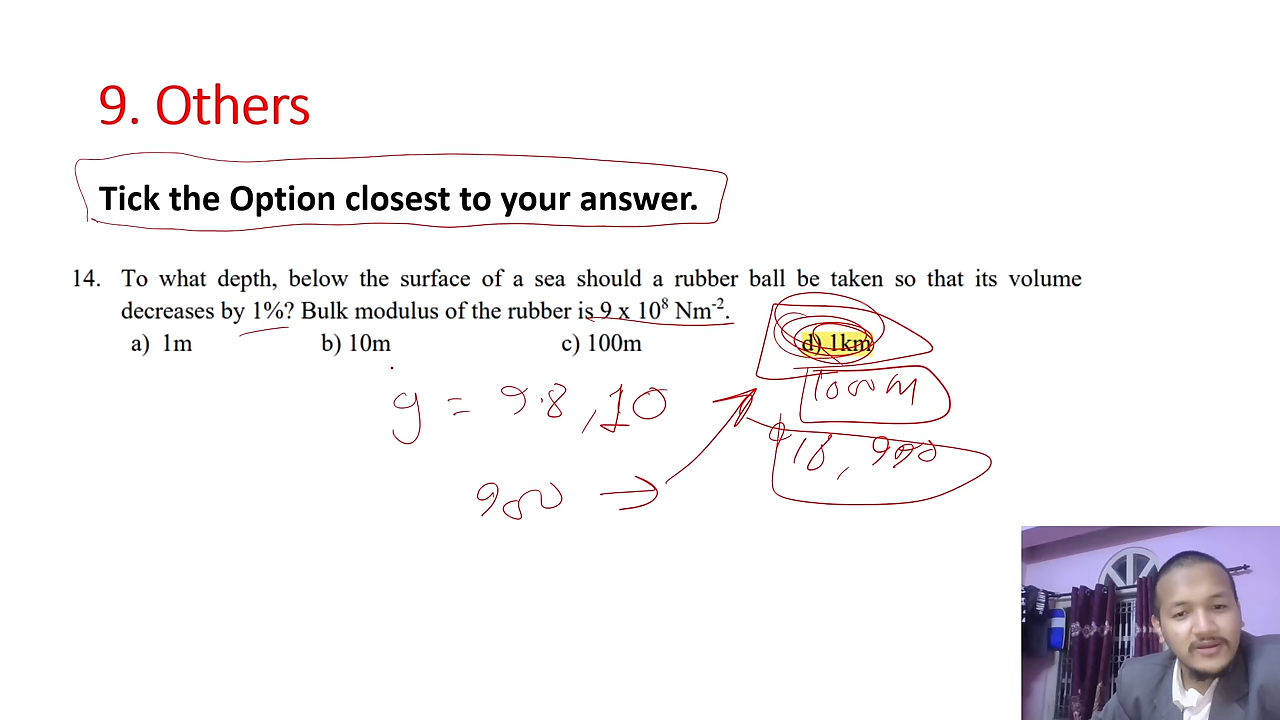 9. Others
Tick the Option closest to your answer.
14. To what depth, below the surface of a sea should a rubber ball be taken so that its volume
decreases by 1%? Bulk modulus of the rubber is 9 x 10⁸ Nm⁻².
a) 1m b) 10m c) 100m d) 1km
1000 m
g = 9.8, 10
918, 900
900 →